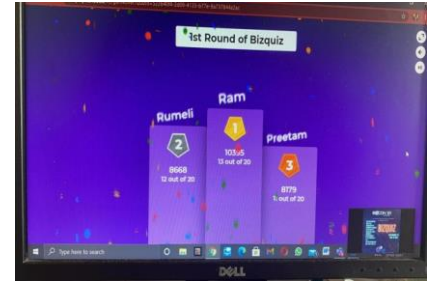 1st Round of Bizquiz
Ram
Rumeli
Preetam
1
2
3
8668
12 out of 20
13 out of 20
8179
out of 20
Type here to search
BIZQUIZ
DELL